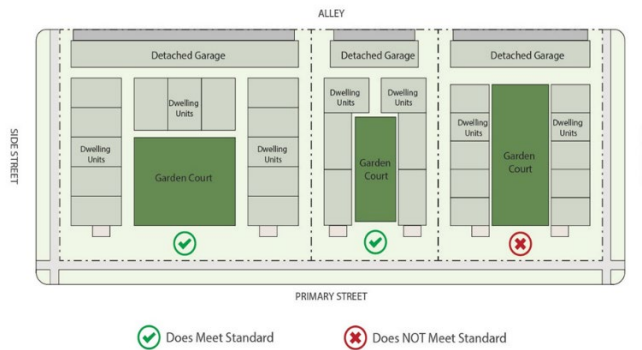 ALLEY
Detached Garage
Detached Garage
Detached Garage
SIDE STREET
Dwelling
Units
Dwelling
Units
Dwelling
Units
Garden Court
Dwelling
Units
Dwelling
Units
Garden
Court
Dwelling
Units
Dwelling
Units
Garden
Court
PRIMARY STREET
Does Meet Standard
Does NOT Meet Standard